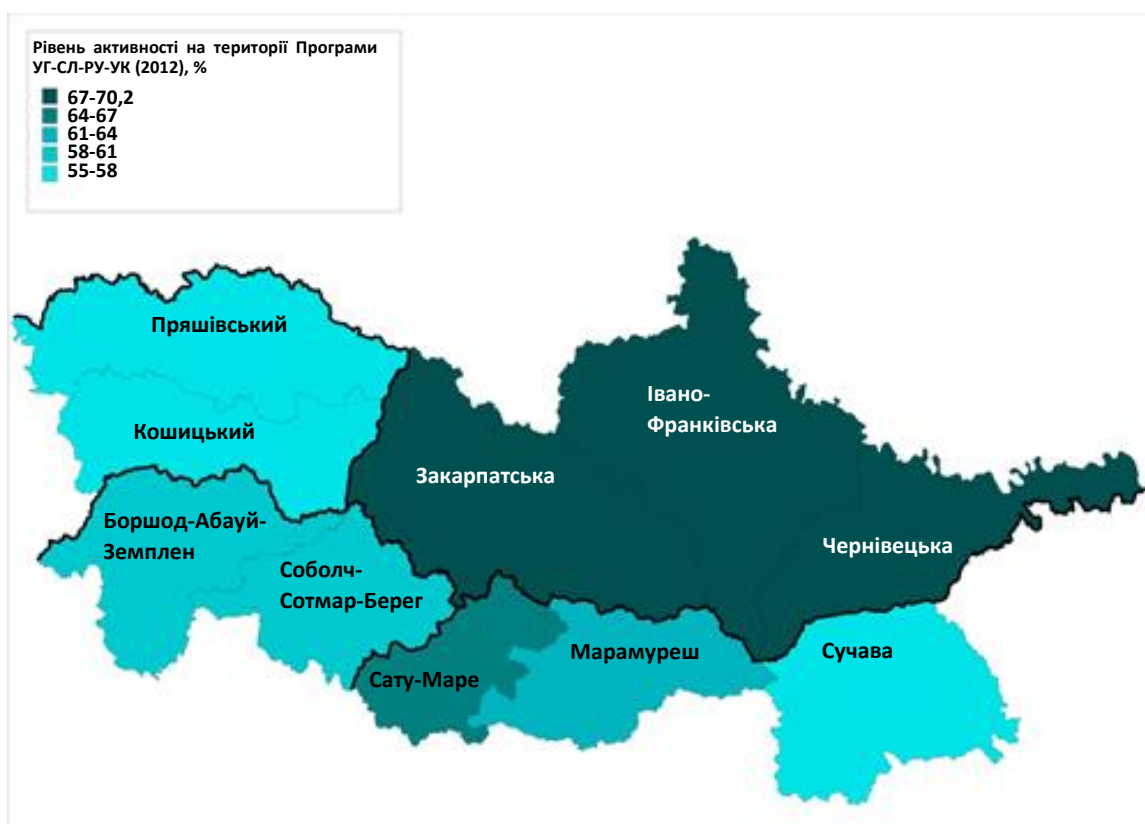 Рівень активності на території Програми
УГ-СЛ-РУ-УК (2012), %
67-70,2
64-67
61-64
58-61
55-58
Пряшівський
Івано-
Франківська
Кошицький
Закарпатська
Боршод-Абауй-
Земплен
Чернівецька
Соболч-
Сотмар-Берег
Марамуреш
Сучава
Сату-Маре